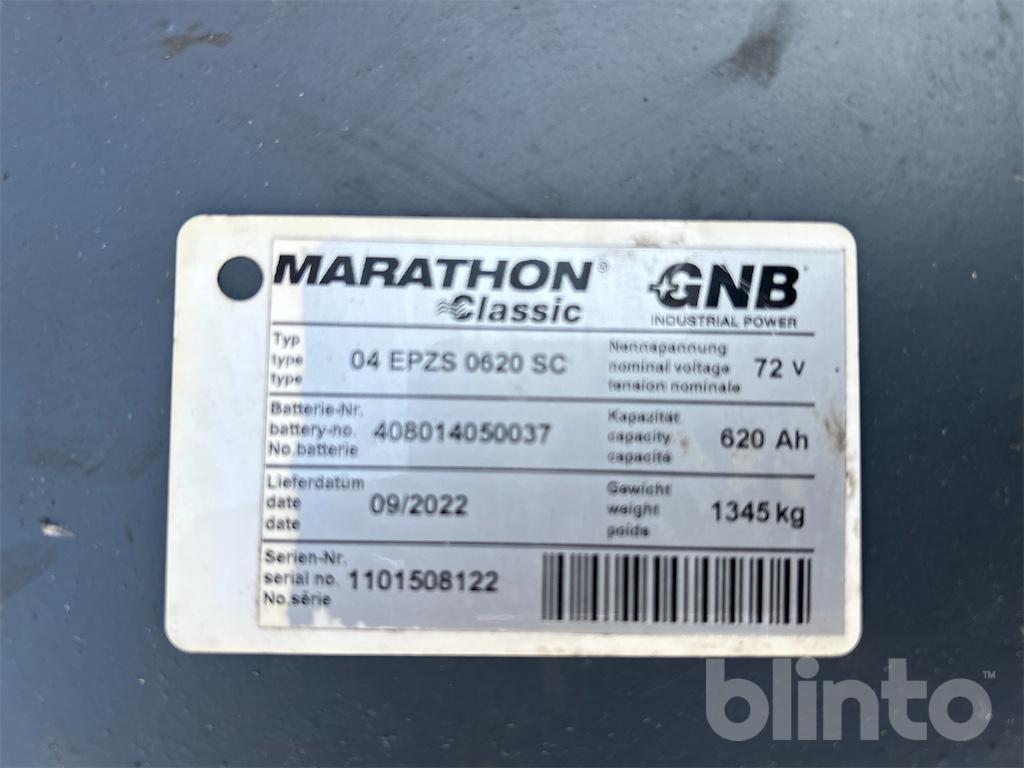 MARATHON®
Classic
GNB
INDUSTRIAL POWER
Typ
type
type
04 EPZS 0620 SC
Nennspannung
nominal voltage
tension nominale
72 V
Batterie-Nr.
battery-no.
No.batterie
408014050037
Kapazität
capacity
capacité
620 Ah
Lieferdatum
date
date
09/2022
Gewicht
weight
poids
1345 kg
Serien-Nr.
serial no.
No.série
1101508122
blinto™